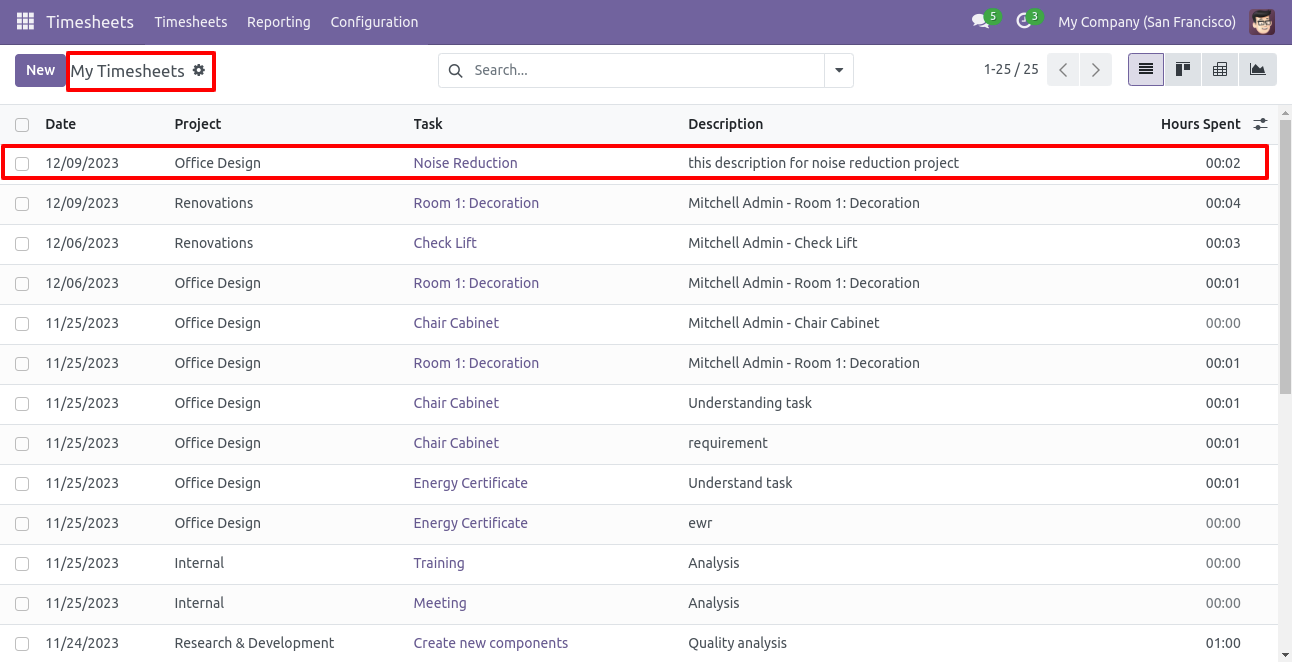 Timesheets Timesheets Reporting Configuration 5 3 My Company (San Francisco)
New My Timesheets Search... 1-25 / 25
Date Project Task Description Hours Spent
12/09/2023 Office Design Noise Reduction this description for noise reduction project 00:02
12/09/2023 Renovations Room 1: Decoration Mitchell Admin - Room 1: Decoration 00:04
12/06/2023 Renovations Check Lift Mitchell Admin - Check Lift 00:03
12/06/2023 Office Design Room 1: Decoration Mitchell Admin - Room 1: Decoration 00:01
11/25/2023 Office Design Chair Cabinet Mitchell Admin - Chair Cabinet 00:00
11/25/2023 Office Design Room 1: Decoration Mitchell Admin - Room 1: Decoration 00:01
11/25/2023 Office Design Chair Cabinet Understanding task 00:01
11/25/2023 Office Design Chair Cabinet requirement 00:01
11/25/2023 Office Design Energy Certificate Understand task 00:01
11/25/2023 Office Design Energy Certificate ewr 00:00
11/25/2023 Internal Training Analysis 00:00
11/25/2023 Internal Meeting Analysis 00:00
11/24/2023 Research & Development Create new components Quality analysis 01:00